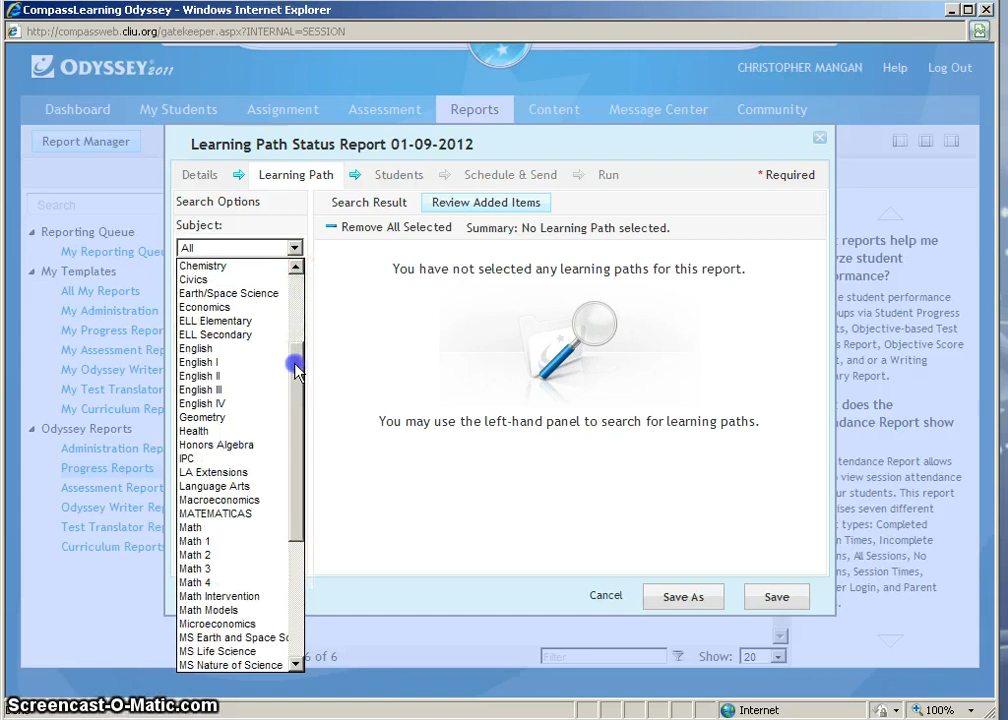 CompassLearning Odyssey - Windows Internet Explorer
http://compassweb.cliu.org/gatekeeper.aspx?INTERNAL=SESSION
ODYSSEY 2011
CHRISTOPHER MANGAN Help Log Out
Dashboard My Students Assignment Assessment Reports Content Message Center Community
Report Manager
Learning Path Status Report 01-09-2012
Details Learning Path Students Schedule & Send Run * Required
Search
Reporting Queue
My Reporting Que
My Templates
All My Reports
My Administration
My Progress Repor
My Assessment Rep
My Odyssey Writer
My Test Translator
My Curriculum Rep
Odyssey Reports
Administration Rep
Progress Reports
Assessment Report
Odyssey Writer Rep
Test Translator Rep
Curriculum Reports
Search Options
Subject:
All
Chemistry
Civics
Earth/Space Science
Economics
ELL Elementary
ELL Secondary
English
English I
English II
English III
English IV
Geometry
Health
Honors Algebra
IPC
LA Extensions
Language Arts
Macroeconomics
MATEMATICAS
Math
Math 1
Math 2
Math 3
Math 4
Math Intervention
Math Models
Microeconomics
MS Earth and Space Sc
MS Life Science
MS Nature of Science
Search Result Review Added Items
Remove All Selected Summary: No Learning Path selected.
You have not selected any learning paths for this report.
You may use the left-hand panel to search for learning paths.
Cancel Save As Save
6 of 6 Filter Show: 20
t reports help me
yze student
ormance?
e student performance
ups via Student Progress
ts, Objective-based Test
s Report, Objective Score
t, and or a Writing
ary Report.
t does the
ndance Report show
ttendance Report allows
o view session attendance
ur students. This report
ises seven different
t types: Completed
on Times, Incomplete
ns, All Sessions, No
s, Session Times,
er Login, and Parent
Internet 100%
Screencast-O-Matic.com